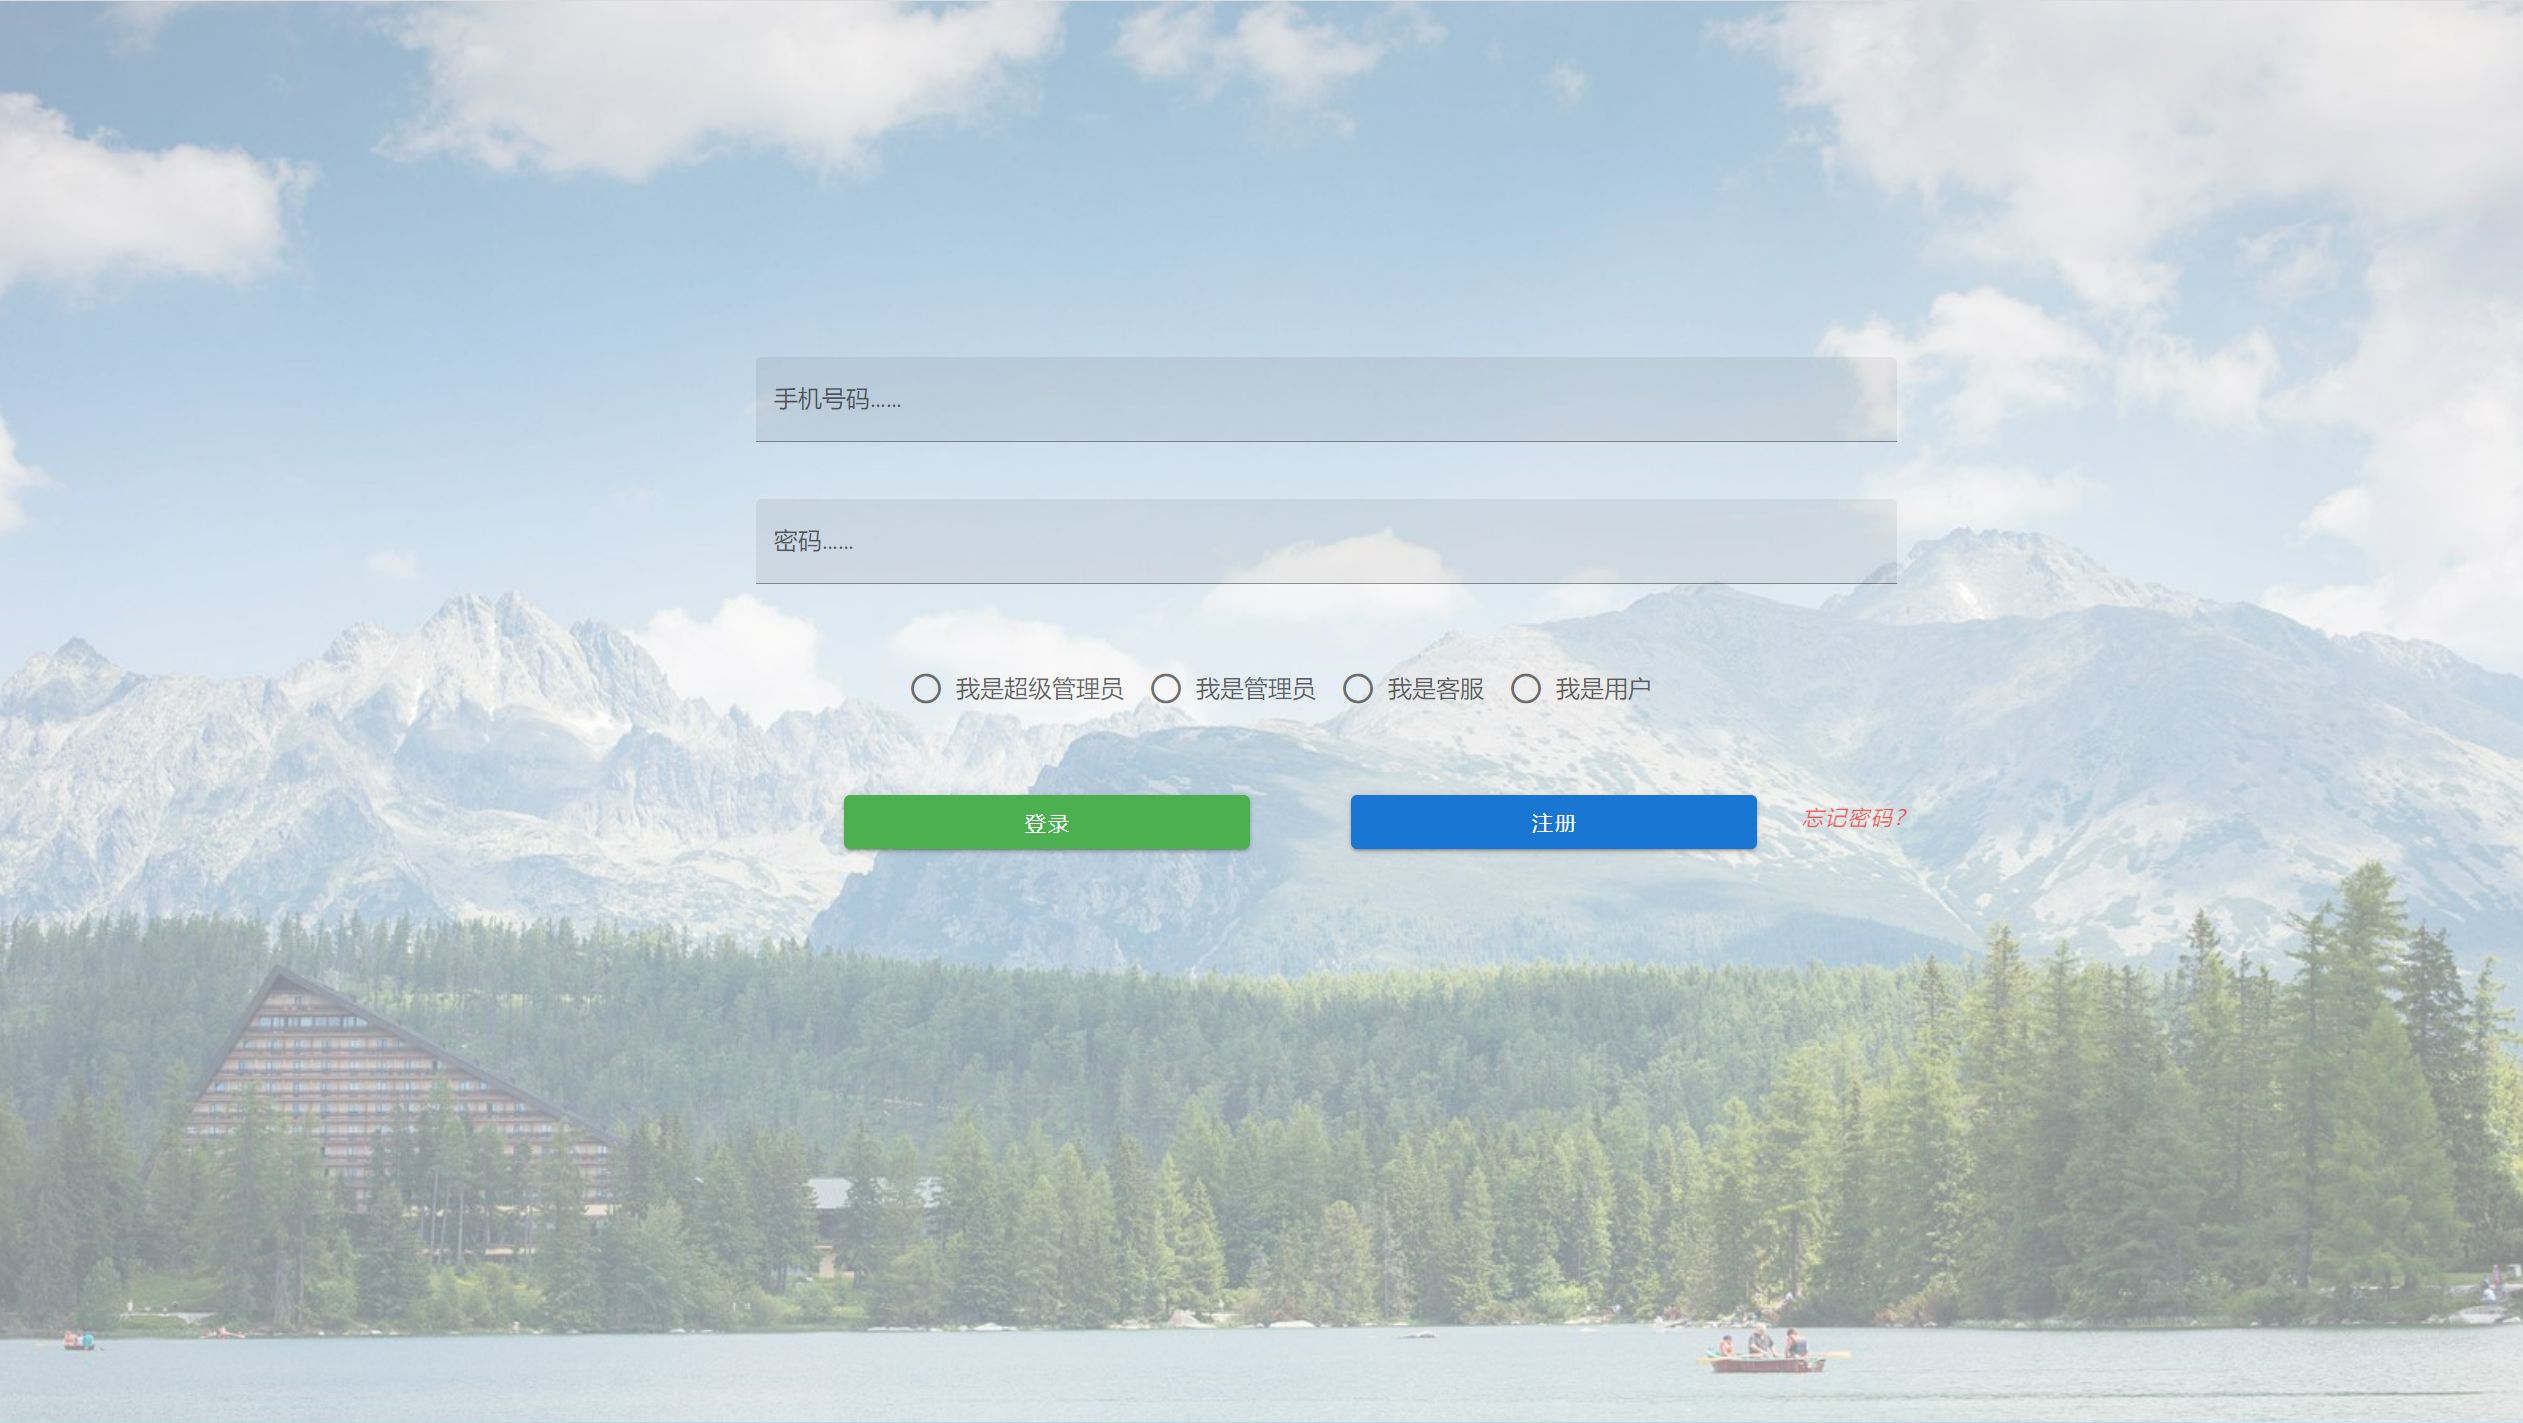 手机号码......
密码......
我是超级管理员 我是管理员 我是客服 我是用户
登录 注册 忘记密码?